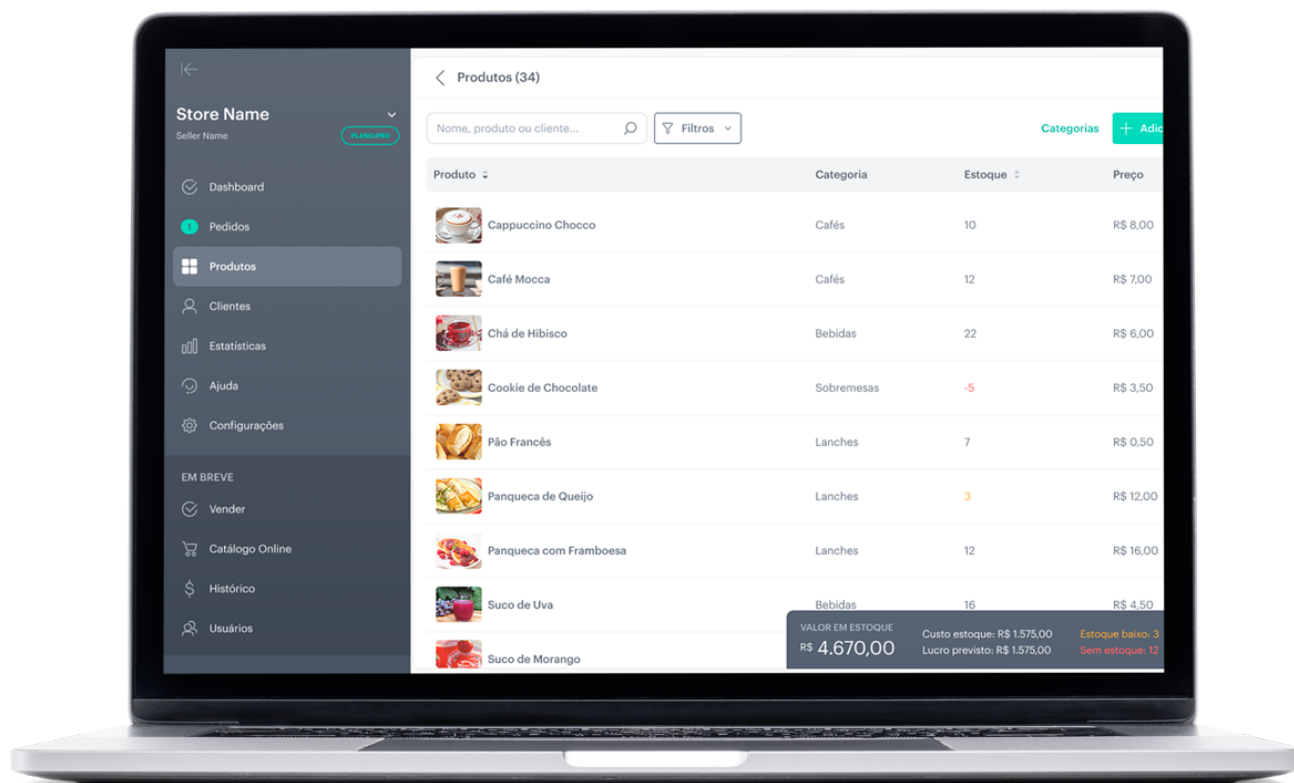 Store Name
Seller Name
PLANO:PRO
Dashboard
1 Pedidos
Produtos
Clientes
Estatísticas
Ajuda
Configurações
EM BREVE
Vender
Catálogo Online
Histórico
Usuários
Produtos (34)
Nome, produto ou cliente... Filtros Categorias + Adic
Produto Categoria Estoque Preço
Cappuccino Chocco Cafés 10 R$ 8,00
Café Mocca Cafés 12 R$ 7,00
Chá de Hibisco Bebidas 22 R$ 6,00
Cookie de Chocolate Sobremesas -5 R$ 3,50
Pão Francês Lanches 7 R$ 0,50
Panqueca de Queijo Lanches 3 R$ 12,00
Panqueca com Framboesa Lanches 12 R$ 16,00
Suco de Uva Bebidas 16 R$ 4,50
Suco de Morango
VALOR EM ESTOQUE
R$ 4.670,00
Custo estoque: R$ 1.575,00
Lucro previsto: R$ 1.575,00
Estoque baixo: 3
Sem estoque: 12